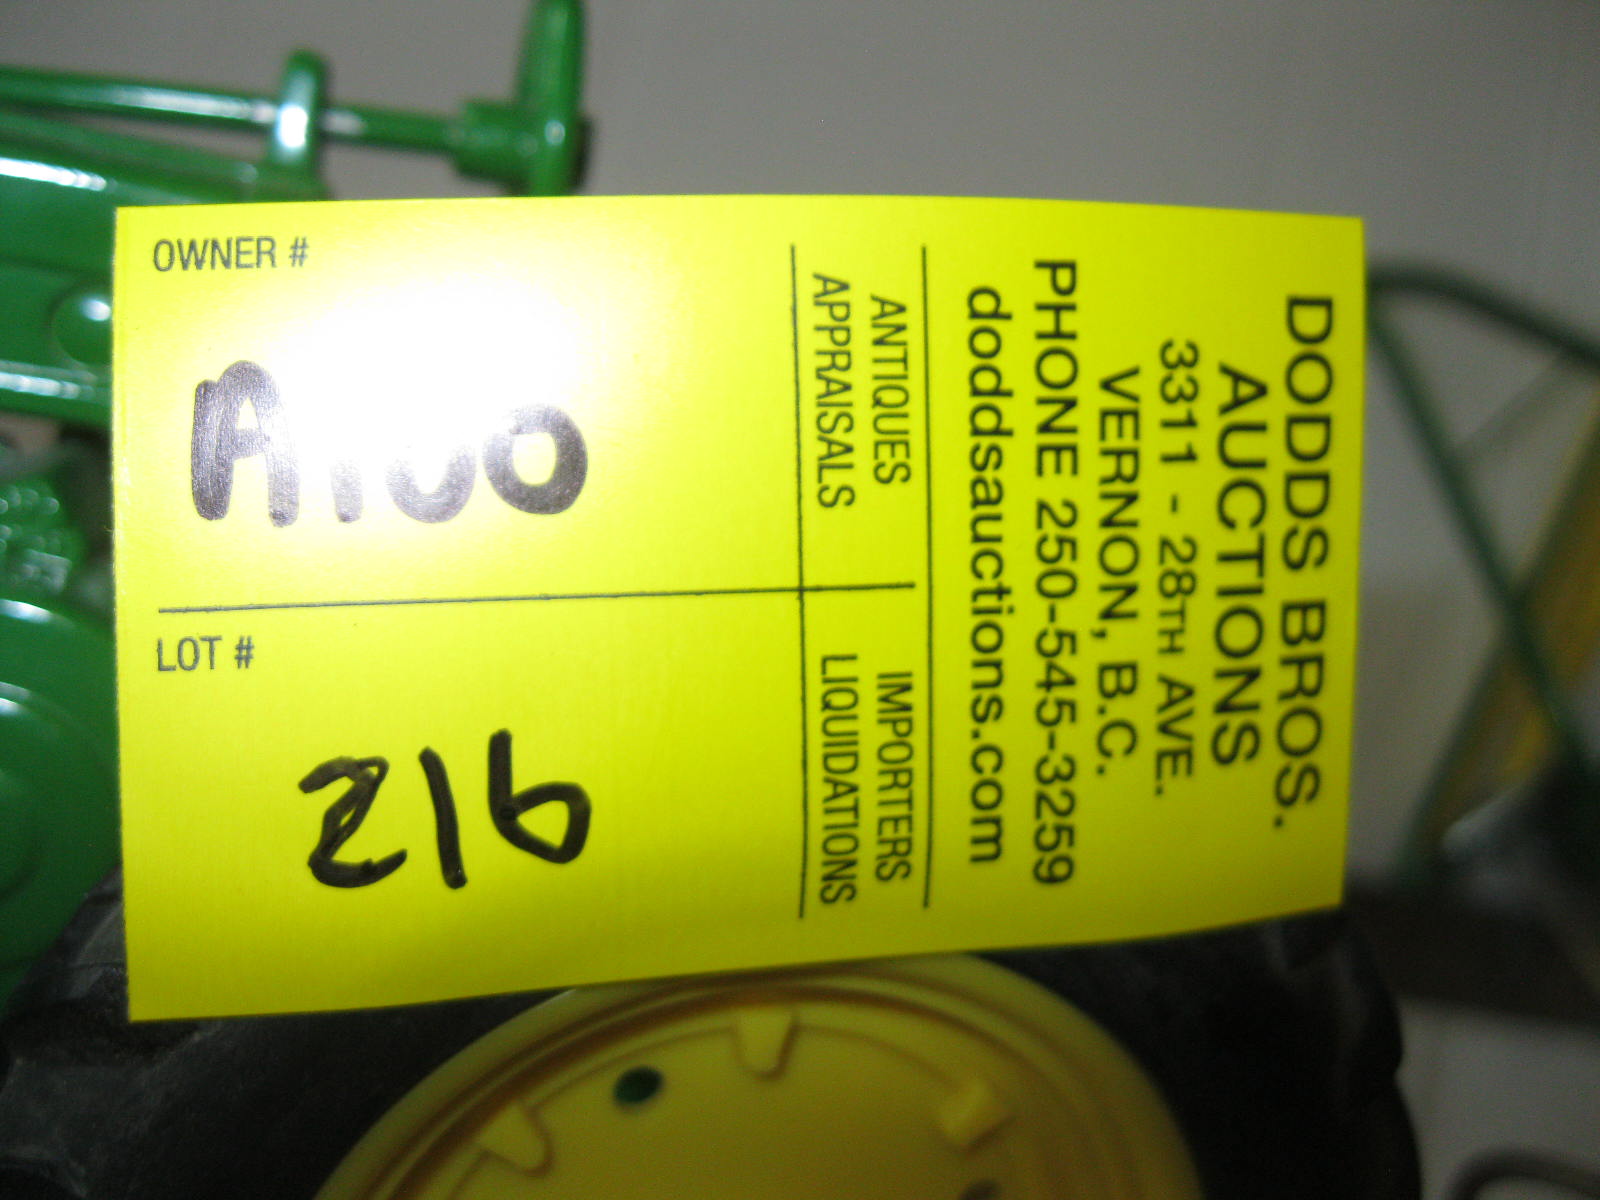 DODDS BROS.
AUCTIONS
3311 - 28TH AVE.
VERNON, B.C.
PHONE 250-545-3259
doddsauctions.com
ANTIQUES
APPRAISALS
IMPORTERS
LIQUIDATIONS
OWNER #
A100
LOT #
216